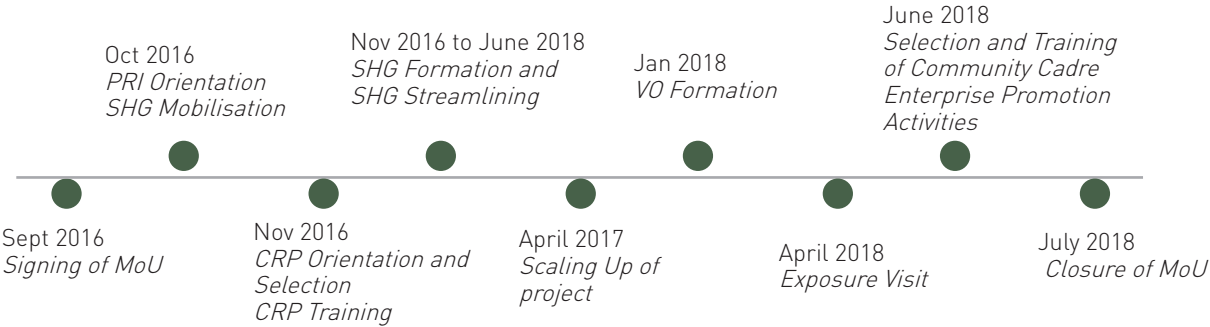 Sept 2016
Signing of MoU
Oct 2016
PRI Orientation
SHG Mobilisation
Nov 2016
CRP Orientation and
Selection
CRP Training
Nov 2016 to June 2018
SHG Formation and
SHG Streamlining
April 2017
Scaling Up of
project
Jan 2018
VO Formation
April 2018
Exposure Visit
June 2018
Selection and Training
of Community Cadre
Enterprise Promotion
Activities
July 2018
Closure of MoU